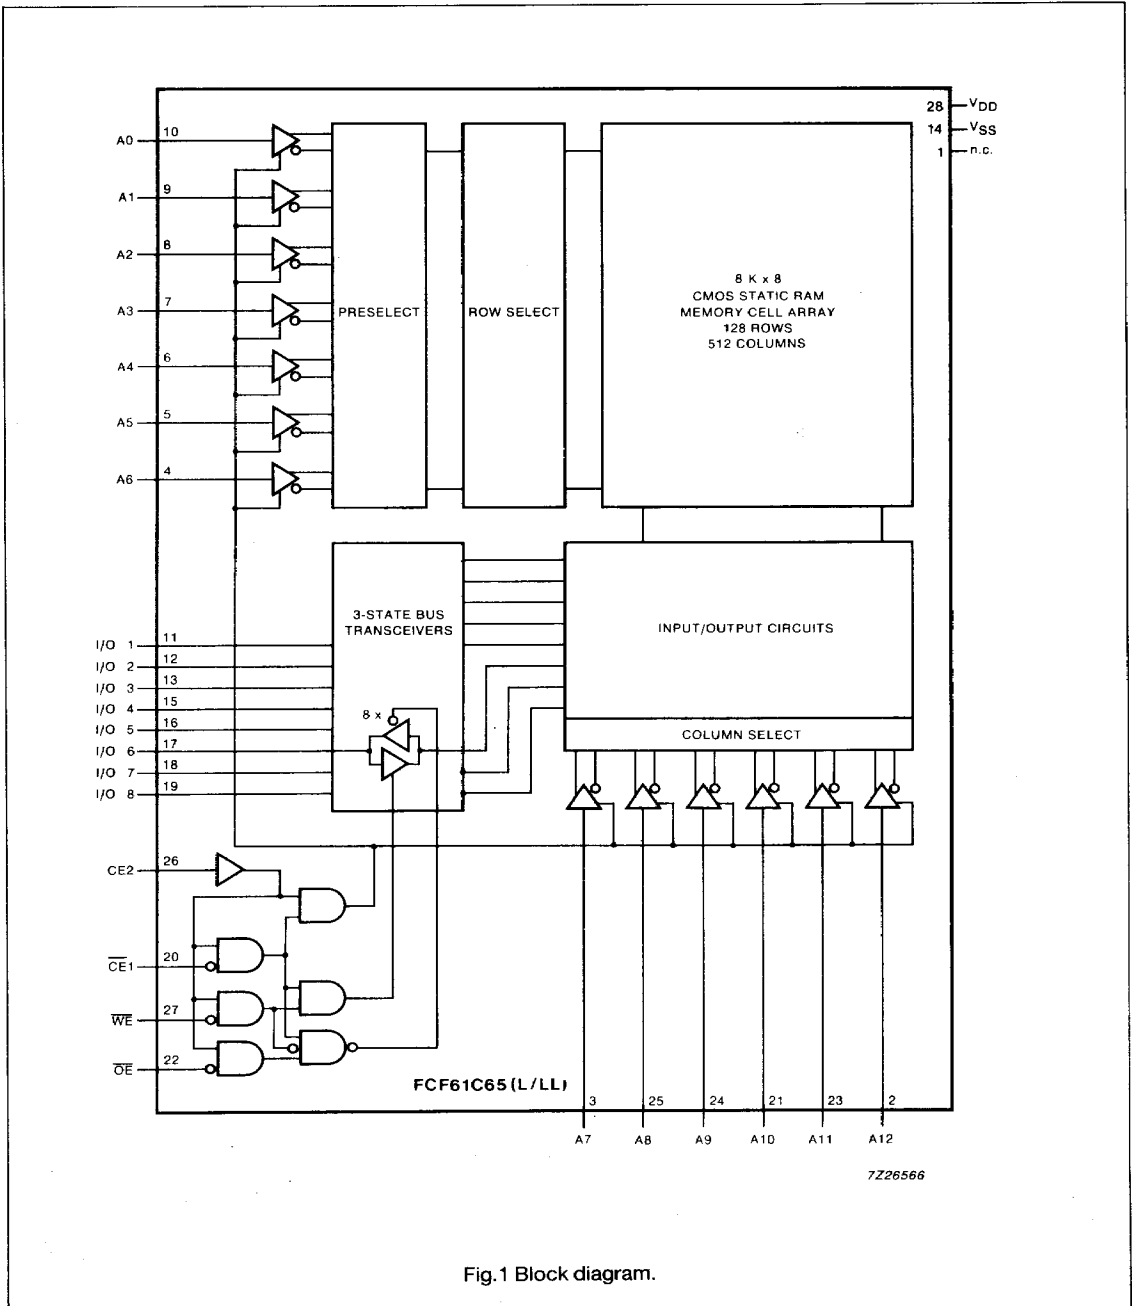 28 VDD
14 VSS
1 n.c.
A0 10
A1 9
A2 8
A3 7
A4 6
A5 5
A6 4
PRESELECT
ROW SELECT
8 K x 8
CMOS STATIC RAM
MEMORY CELL ARRAY
128 ROWS
512 COLUMNS
3-STATE BUS
TRANSCEIVERS
8 x
INPUT/OUTPUT CIRCUITS
COLUMN SELECT
I/O 1 11
I/O 2 12
I/O 3 13
I/O 4 15
I/O 5 16
I/O 6 17
I/O 7 18
I/O 8 19
CE2 26
C̅E̅1 20
W̅E̅ 27
O̅E̅ 22
FCF61C65 (L/LL)
3 25 24 21 23 2
A7 A8 A9 A10 A11 A12
7Z26566
Fig.1 Block diagram.